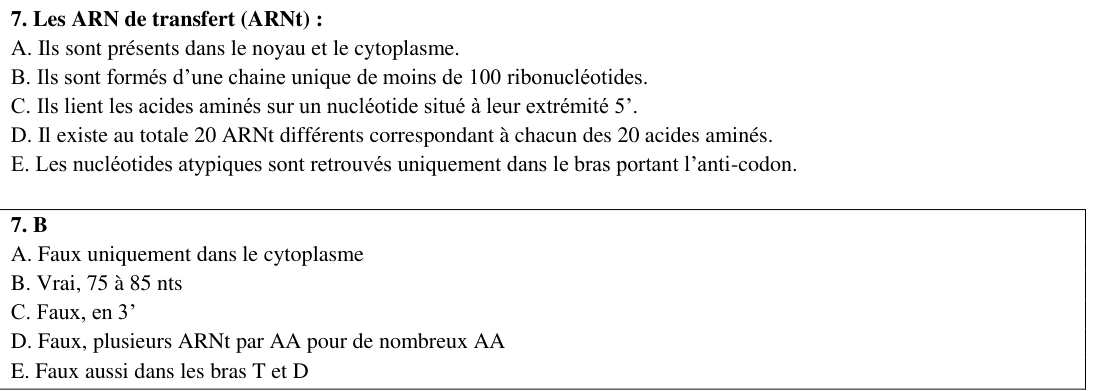 7. Les ARN de transfert (ARNt) :
A. Ils sont présents dans le noyau et le cytoplasme.
B. Ils sont formés d’une chaine unique de moins de 100 ribonucléotides.
C. Ils lient les acides aminés sur un nucléotide situé à leur extrémité 5’.
D. Il existe au totale 20 ARNt différents correspondant à chacun des 20 acides aminés.
E. Les nucléotides atypiques sont retrouvés uniquement dans le bras portant l’anti-codon.
7. B
A. Faux uniquement dans le cytoplasme
B. Vrai, 75 à 85 nts
C. Faux, en 3’
D. Faux, plusieurs ARNt par AA pour de nombreux AA
E. Faux aussi dans les bras T et D